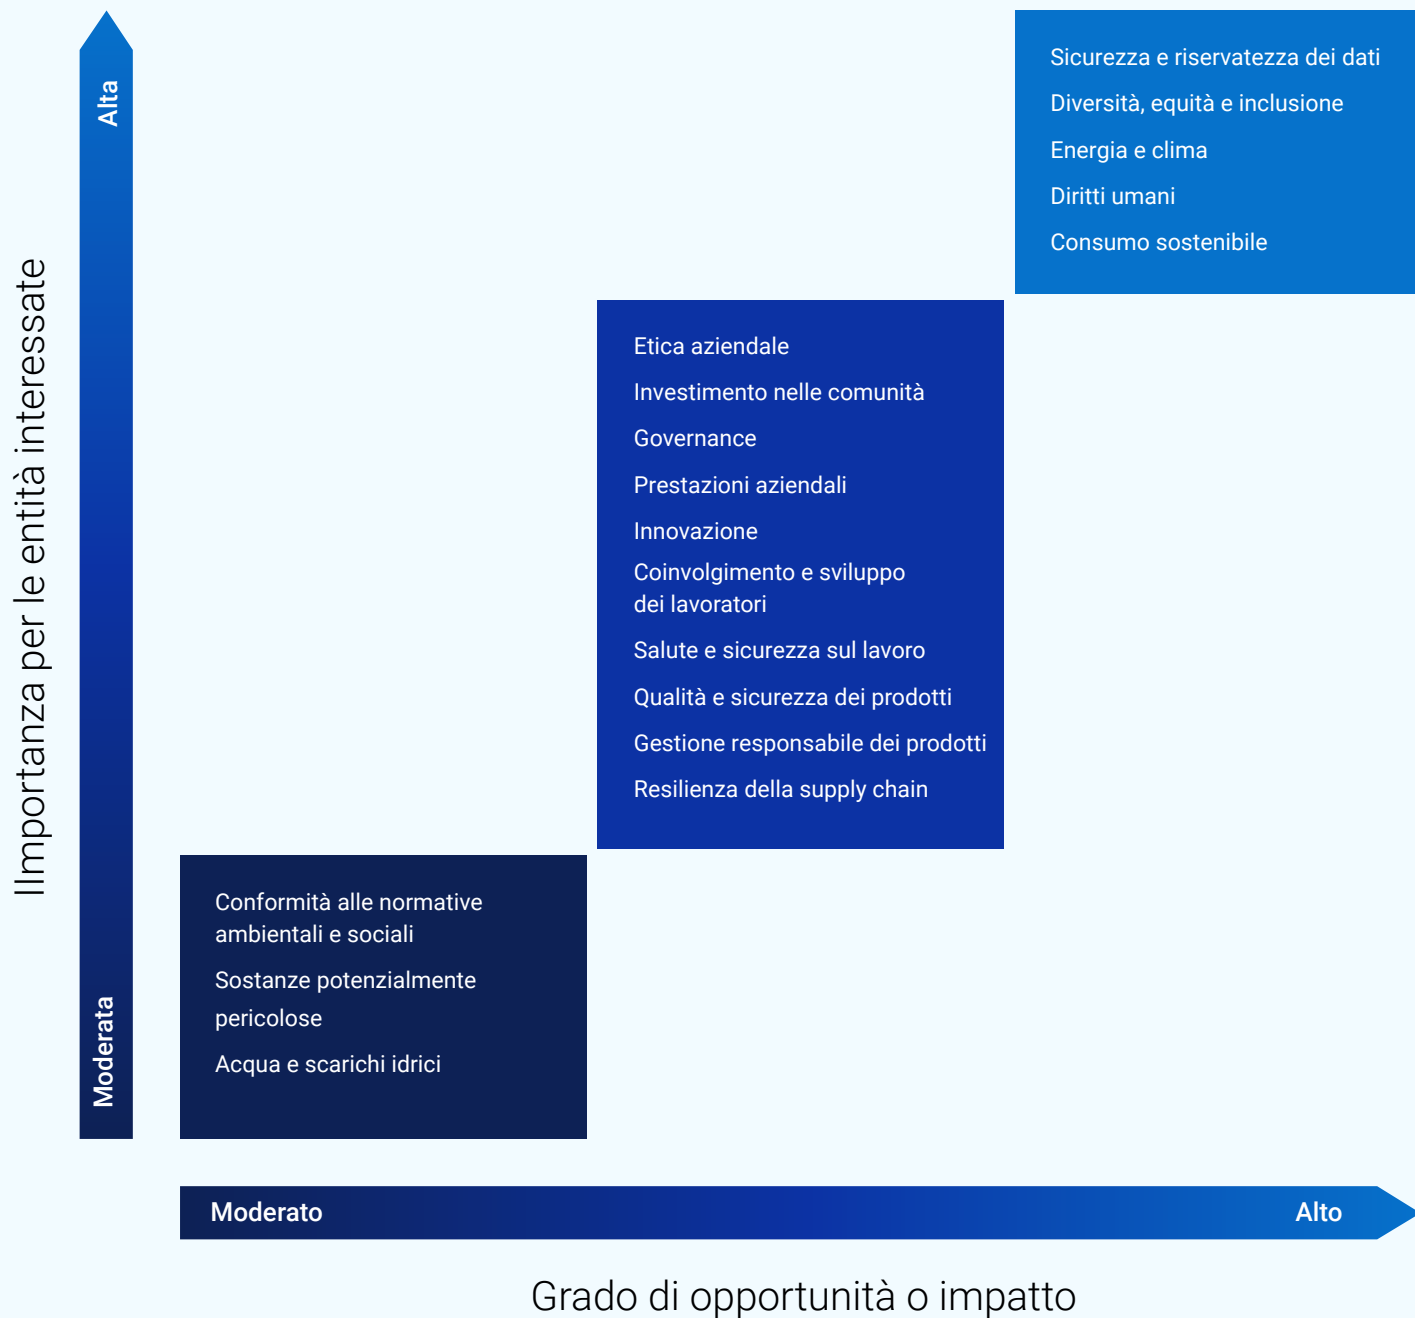 Alta
IImportanza per le entità interessate
Moderata
Sicurezza e riservatezza dei dati
Diversità, equità e inclusione
Energia e clima
Diritti umani
Consumo sostenibile
Etica aziendale
Investimento nelle comunità
Governance
Prestazioni aziendali
Innovazione
Coinvolgimento e sviluppo
dei lavoratori
Salute e sicurezza sul lavoro
Qualità e sicurezza dei prodotti
Gestione responsabile dei prodotti
Resilienza della supply chain
Conformità alle normative
ambientali e sociali
Sostanze potenzialmente
pericolose
Acqua e scarichi idrici
Moderato
Alto
Grado di opportunità o impatto